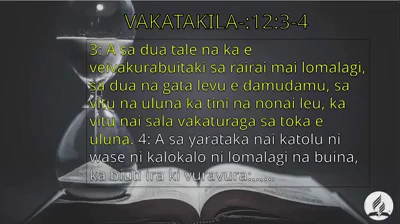 VAKATAKILA-:12:3-4
3: A sa dua tale na ka e
veivakurabuitaki sa rairai mai lomalagi,
sa dua na gata levu e damudamu, sa
vitu na uluna ka tini na nonai leu, ka
vitu nai sala vakaturaga sa toka e
uluna. 4: A sa yarataka nai katolu ni
wase ni kalokalo ni lomalagi na buina,
ka biuti ira ki vuravura:......